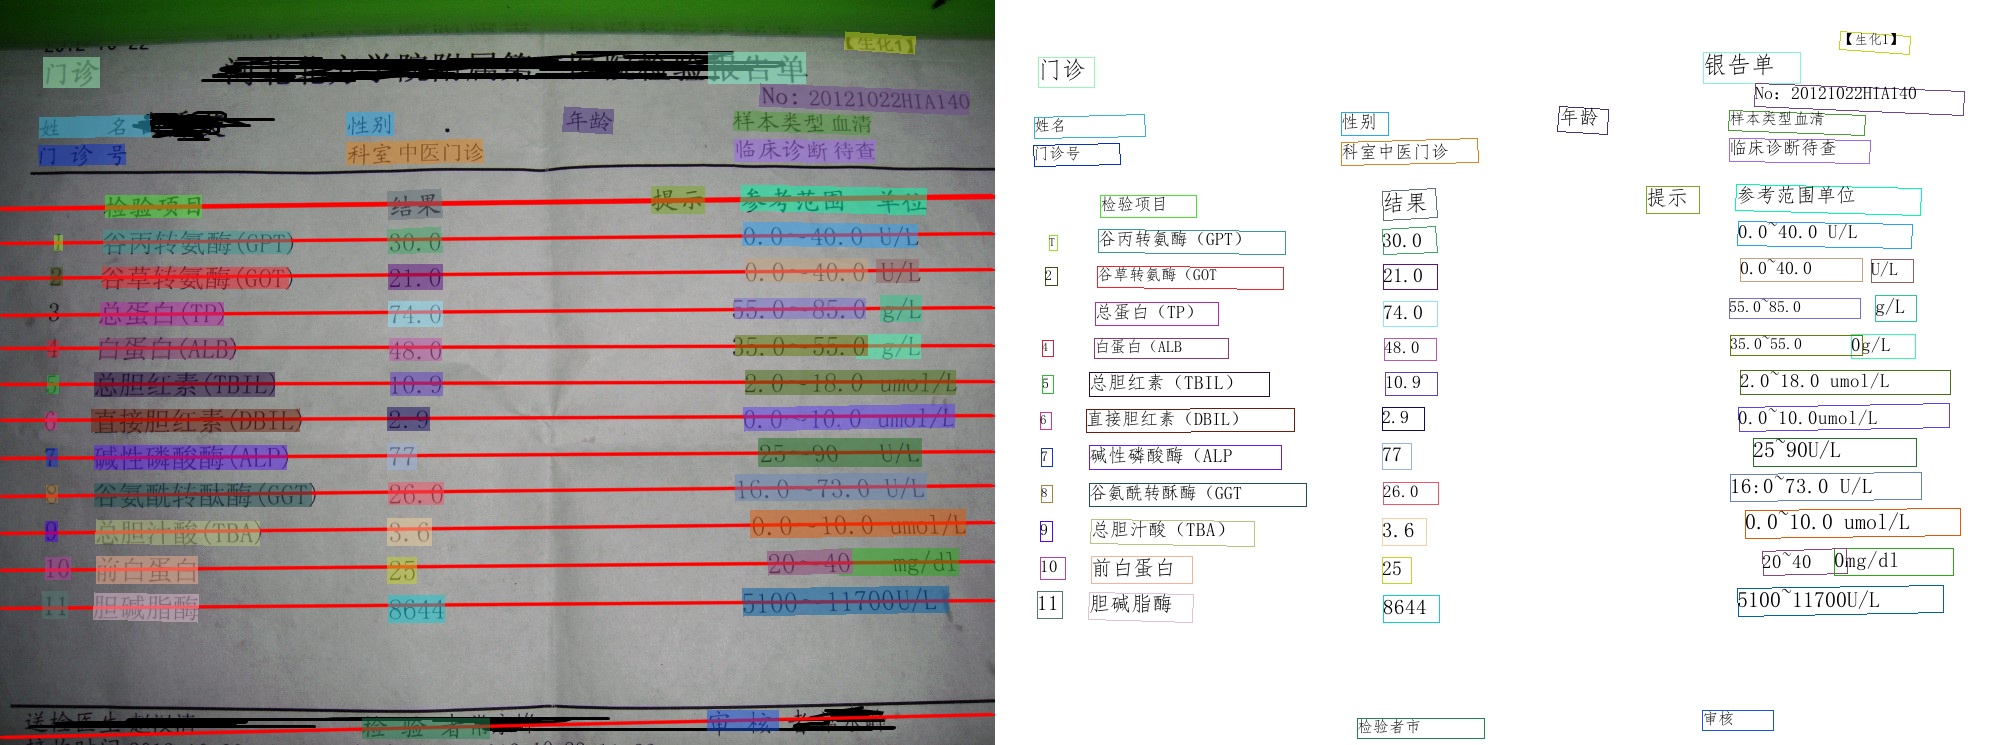 2012-10-22
【生化1】
门诊 报告单
No: 20121022HIA140
姓 名 性别 年龄 样本类型 血清
门 诊 号 科室 中医门诊 临床诊断 待查
检验项目 结果 提示 参考范围 单位
1 谷丙转氨酶(GPT) 30.0 0.0~40.0 U/L
2 谷草转氨酶(GOT) 21.0 0.0~40.0 U/L
3 总蛋白(TP) 74.0 55.0~85.0 g/L
4 白蛋白(ALB) 48.0 35.0~55.0 g/L
5 总胆红素(TBIL) 10.9 2.0~18.0 umol/L
6 直接胆红素(DBIL) 2.9 0.0~10.0 umol/L
7 碱性磷酸酶(ALP) 77 25~90 U/L
8 谷氨酰转酞酶(GGT) 26.0 16.0~73.0 U/L
9 总胆汁酸(TBA) 3.6 0.0~10.0 umol/L
10 前白蛋白 25 20~40 mg/dl
11 胆碱脂酶 8644 5100~11700U/L
送检医生 检 验 者 审 核
【生化1】
门诊 银告单
No: 20121022HIA140
姓名 性别 年龄 样本类型血清
门诊号 科室中医门诊 临床诊断待查
检验项目 结果 提示 参考范围单位
T 谷丙转氨酶（GPT） 30.0 0.0~40.0 U/L
2 谷草转氨酶（GOT 21.0 0.0~40.0 U/L
总蛋白（TP） 74.0 55.0~85.0 g/L
4 白蛋白（ALB 48.0 35.0~55.0 0g/L
5 总胆红素（TBIL） 10.9 2.0~18.0 umol/L
6 直接胆红素（DBIL） 2.9 0.0~10.0umol/L
7 碱性磷酸酶（ALP 77 25~90U/L
8 谷氨酰转酥酶（GGT 26.0 16:0~73.0 U/L
9 总胆汁酸（TBA） 3.6 0.0~10.0 umol/L
10 前白蛋白 25 20~40 0mg/dl
11 胆碱脂酶 8644 5100~11700U/L
检验者市 审核